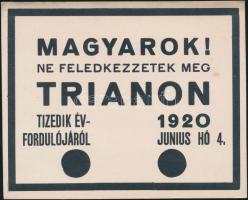 MAGYAROK!
NE FELEDKEZZETEK MEG
TRIANON
TIZEDIK ÉV-
FORDULÓJÁRÓL
1920
JUNIUS HÓ 4.